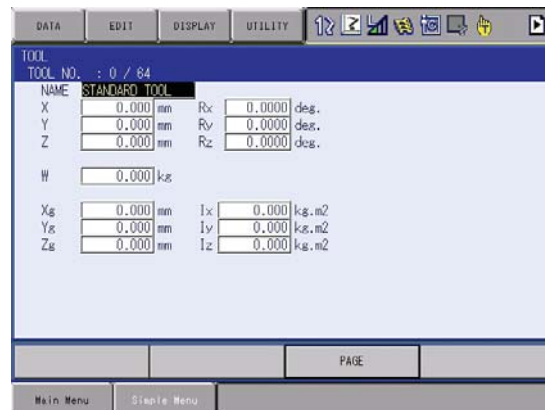 DATA EDIT DISPLAY UTILITY
TOOL
TOOL NO. : 0 / 64
NAME STANDARD TOOL
X 0.000 mm Rx 0.0000 deg.
Y 0.000 mm Ry 0.0000 deg.
Z 0.000 mm Rz 0.0000 deg.
W 0.000 kg
Xg 0.000 mm Ix 0.000 kg.m2
Yg 0.000 mm Iy 0.000 kg.m2
Zg 0.000 mm Iz 0.000 kg.m2
PAGE
Main Menu Simple Menu